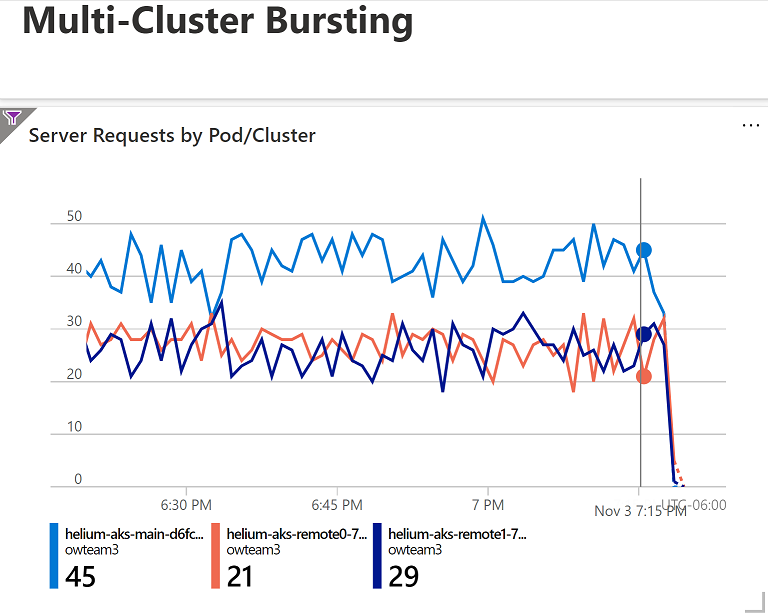 Multi-Cluster Bursting
Server Requests by Pod/Cluster
...
50
40
30
20
10
0
6:30 PM 6:45 PM 7 PM Nov 3 7:15 PM UTC-06:00
helium-aks-main-d6fc... helium-aks-remote0-7... helium-aks-remote1-7...
owteam3 owteam3 owteam3
45 21 29